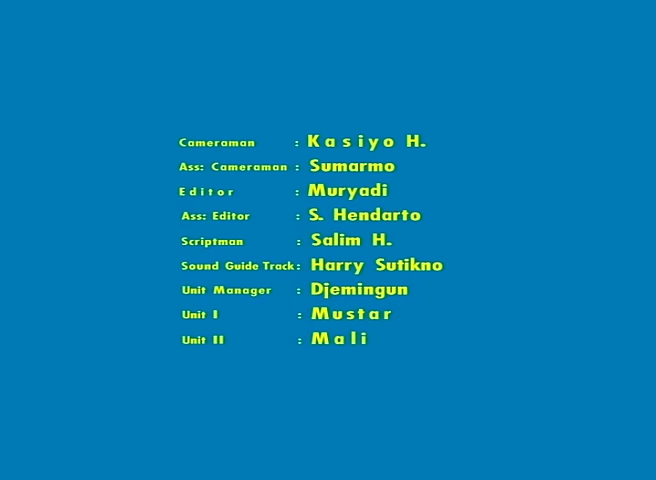 Cameraman : Kasiyo H.
Ass: Cameraman : Sumarmo
Editor : Muryadi
Ass: Editor : S. Hendarto
Scriptman : Salim H.
Sound Guide Track : Harry Sutikno
Unit Manager : Djemingun
Unit I : Mustar
Unit II : Mali